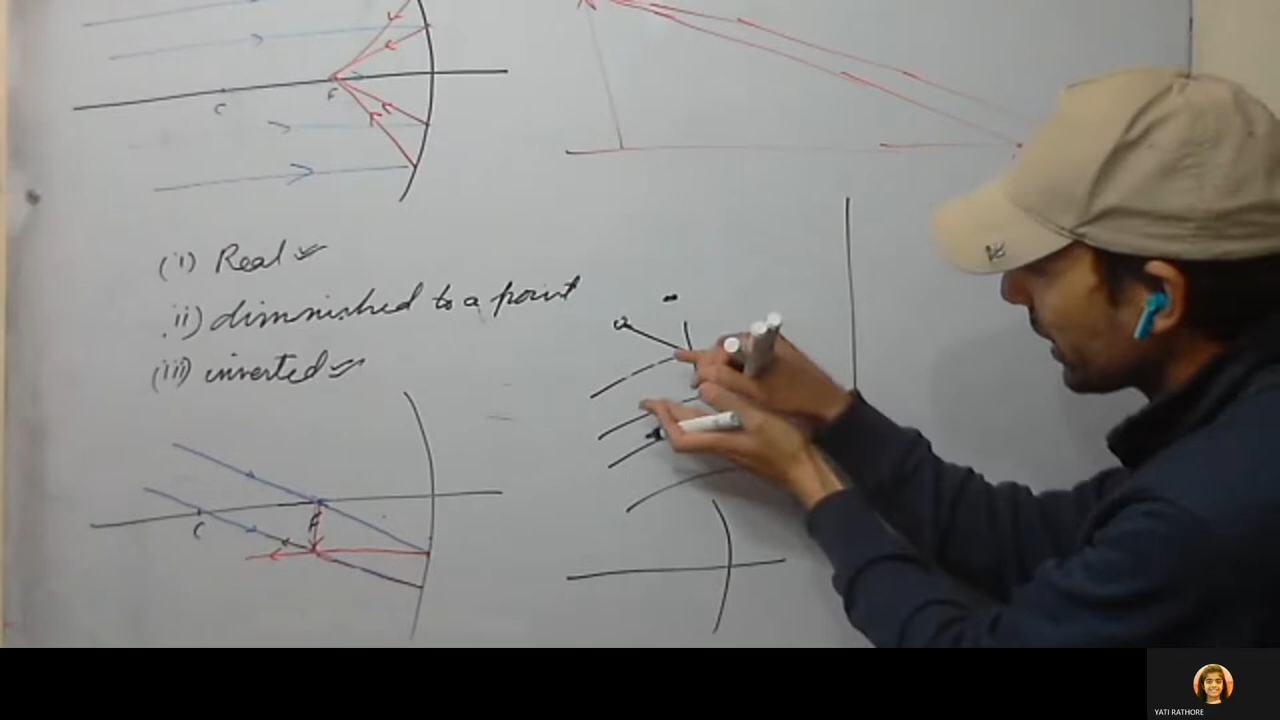 C F
(i) Real
ii) diminished to a point
(iii) inverted
C F
YATI RATHORE